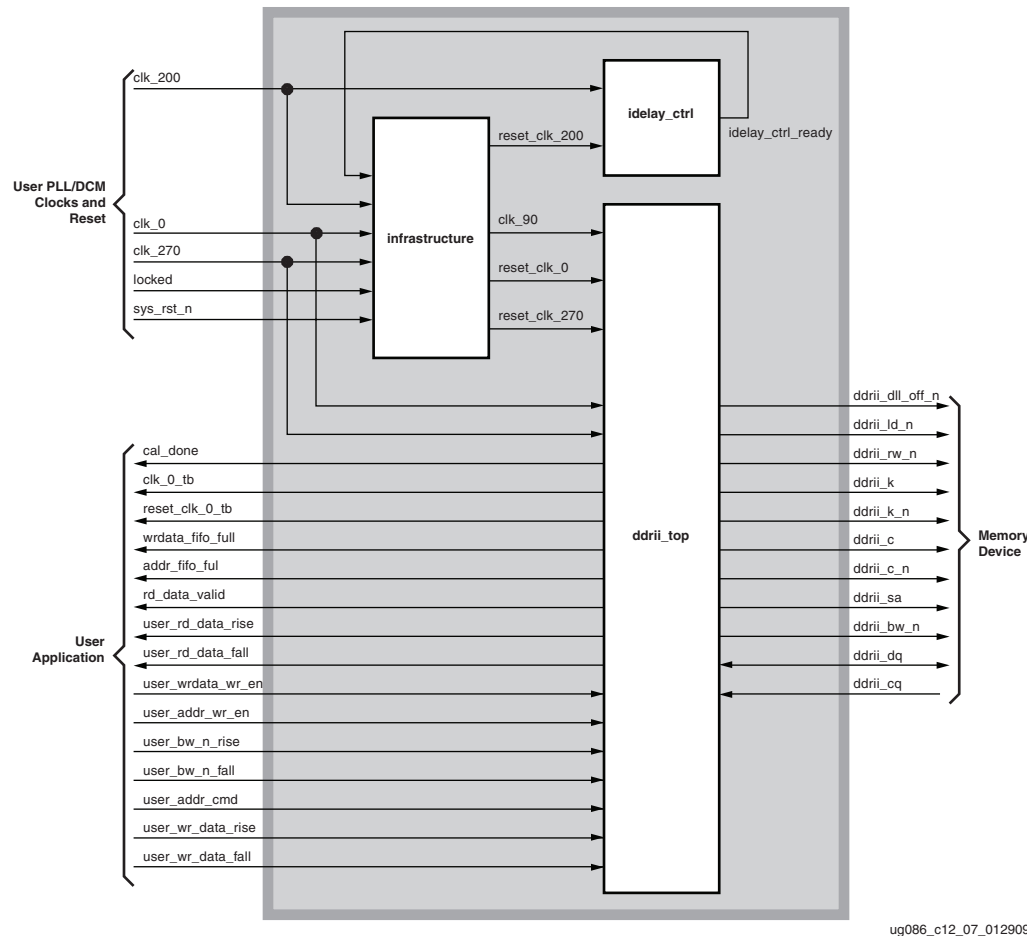 clk_200
idelay_ctrl
idelay_ctrl_ready
reset_clk_200
User PLL/DCM
Clocks and
Reset
clk_0
clk_270
locked
sys_rst_n
infrastructure
clk_90
reset_clk_0
reset_clk_270
cal_done
clk_0_tb
reset_clk_0_tb
wrdata_fifo_full
addr_fifo_ful
rd_data_valid
user_rd_data_rise
user_rd_data_fall
user_wrdata_wr_en
user_addr_wr_en
user_bw_n_rise
user_bw_n_fall
user_addr_cmd
user_wr_data_rise
user_wr_data_fall
User
Application
ddrii_top
ddrii_dll_off_n
ddrii_ld_n
ddrii_rw_n
ddrii_k
ddrii_k_n
ddrii_c
ddrii_c_n
ddrii_sa
ddrii_bw_n
ddrii_dq
ddrii_cq
Memory
Device
ug086_c12_07_012909